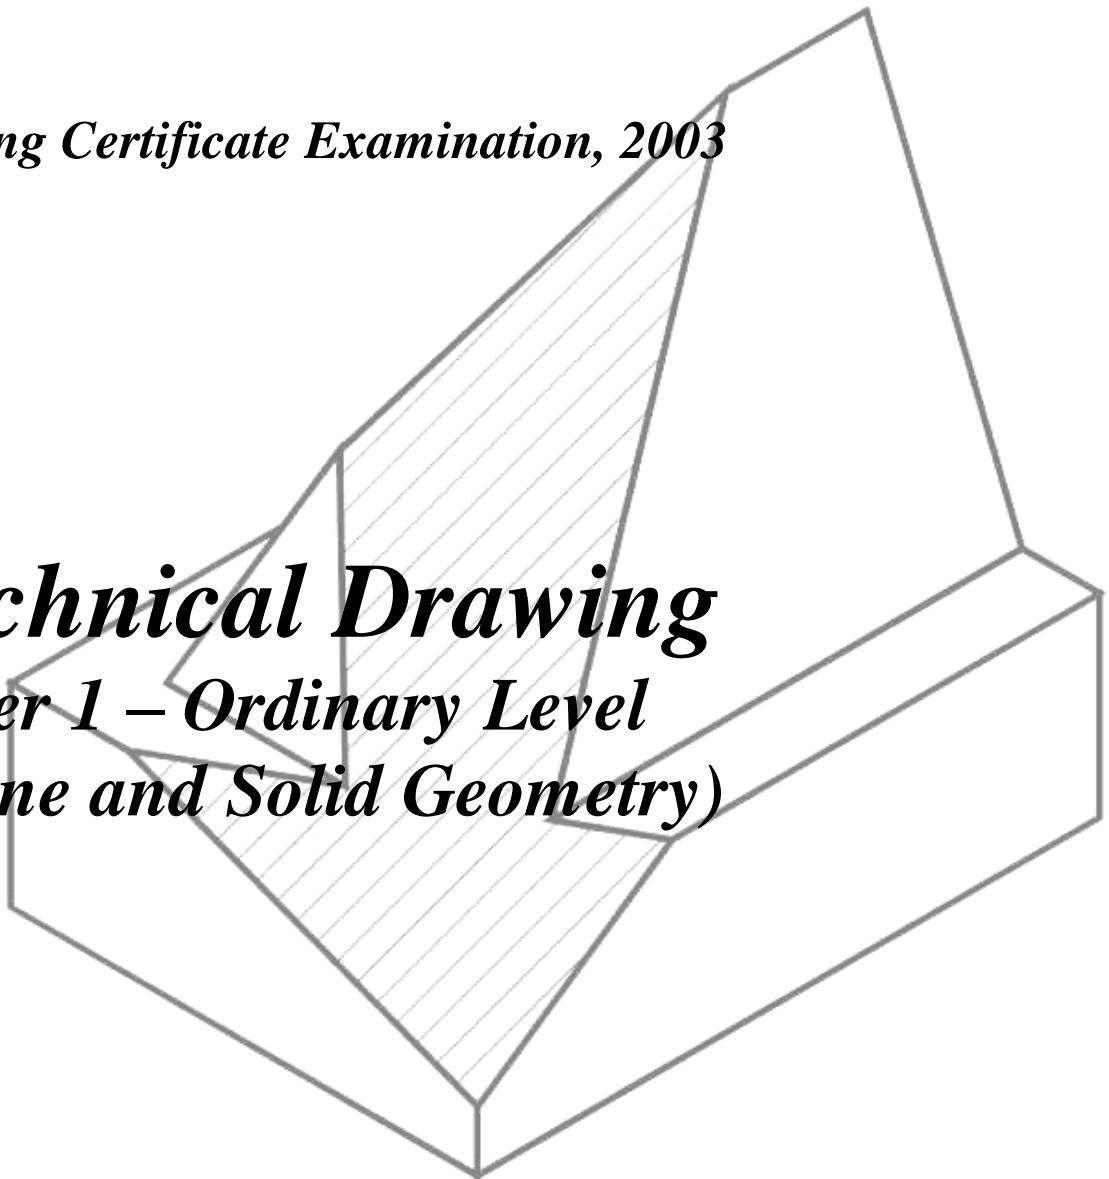 ng Certificate Examination, 2003
chnical Drawing
er 1 – Ordinary Level
ne and Solid Geometry)